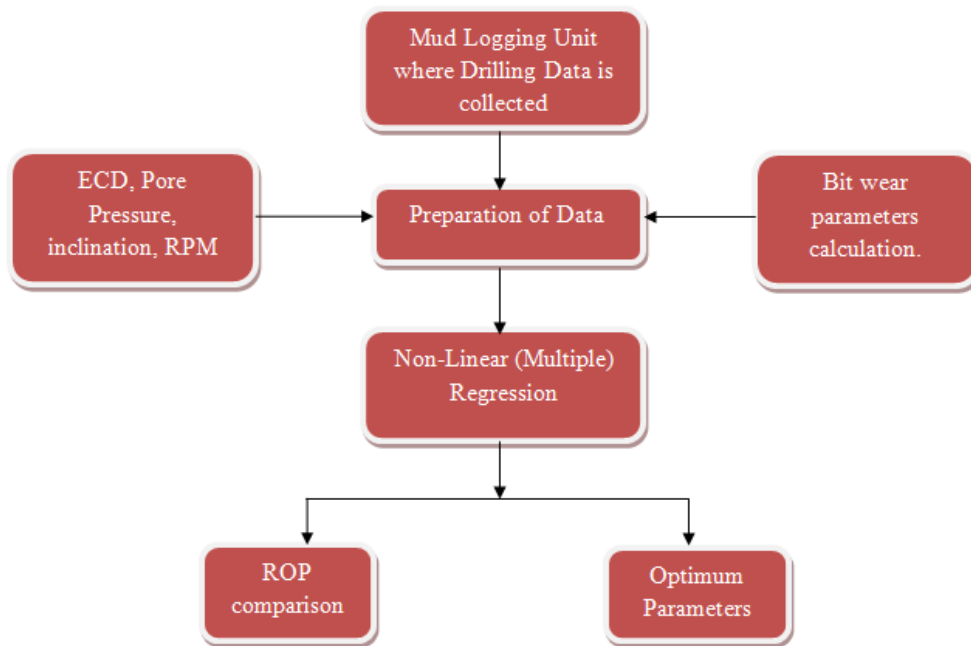 Mud Logging Unit
where Drilling Data is
collected
ECD, Pore
Pressure,
inclination, RPM
Preparation of Data
Bit wear
parameters
calculation.
Non-Linear (Multiple)
Regression
ROP
comparison
Optimum
Parameters